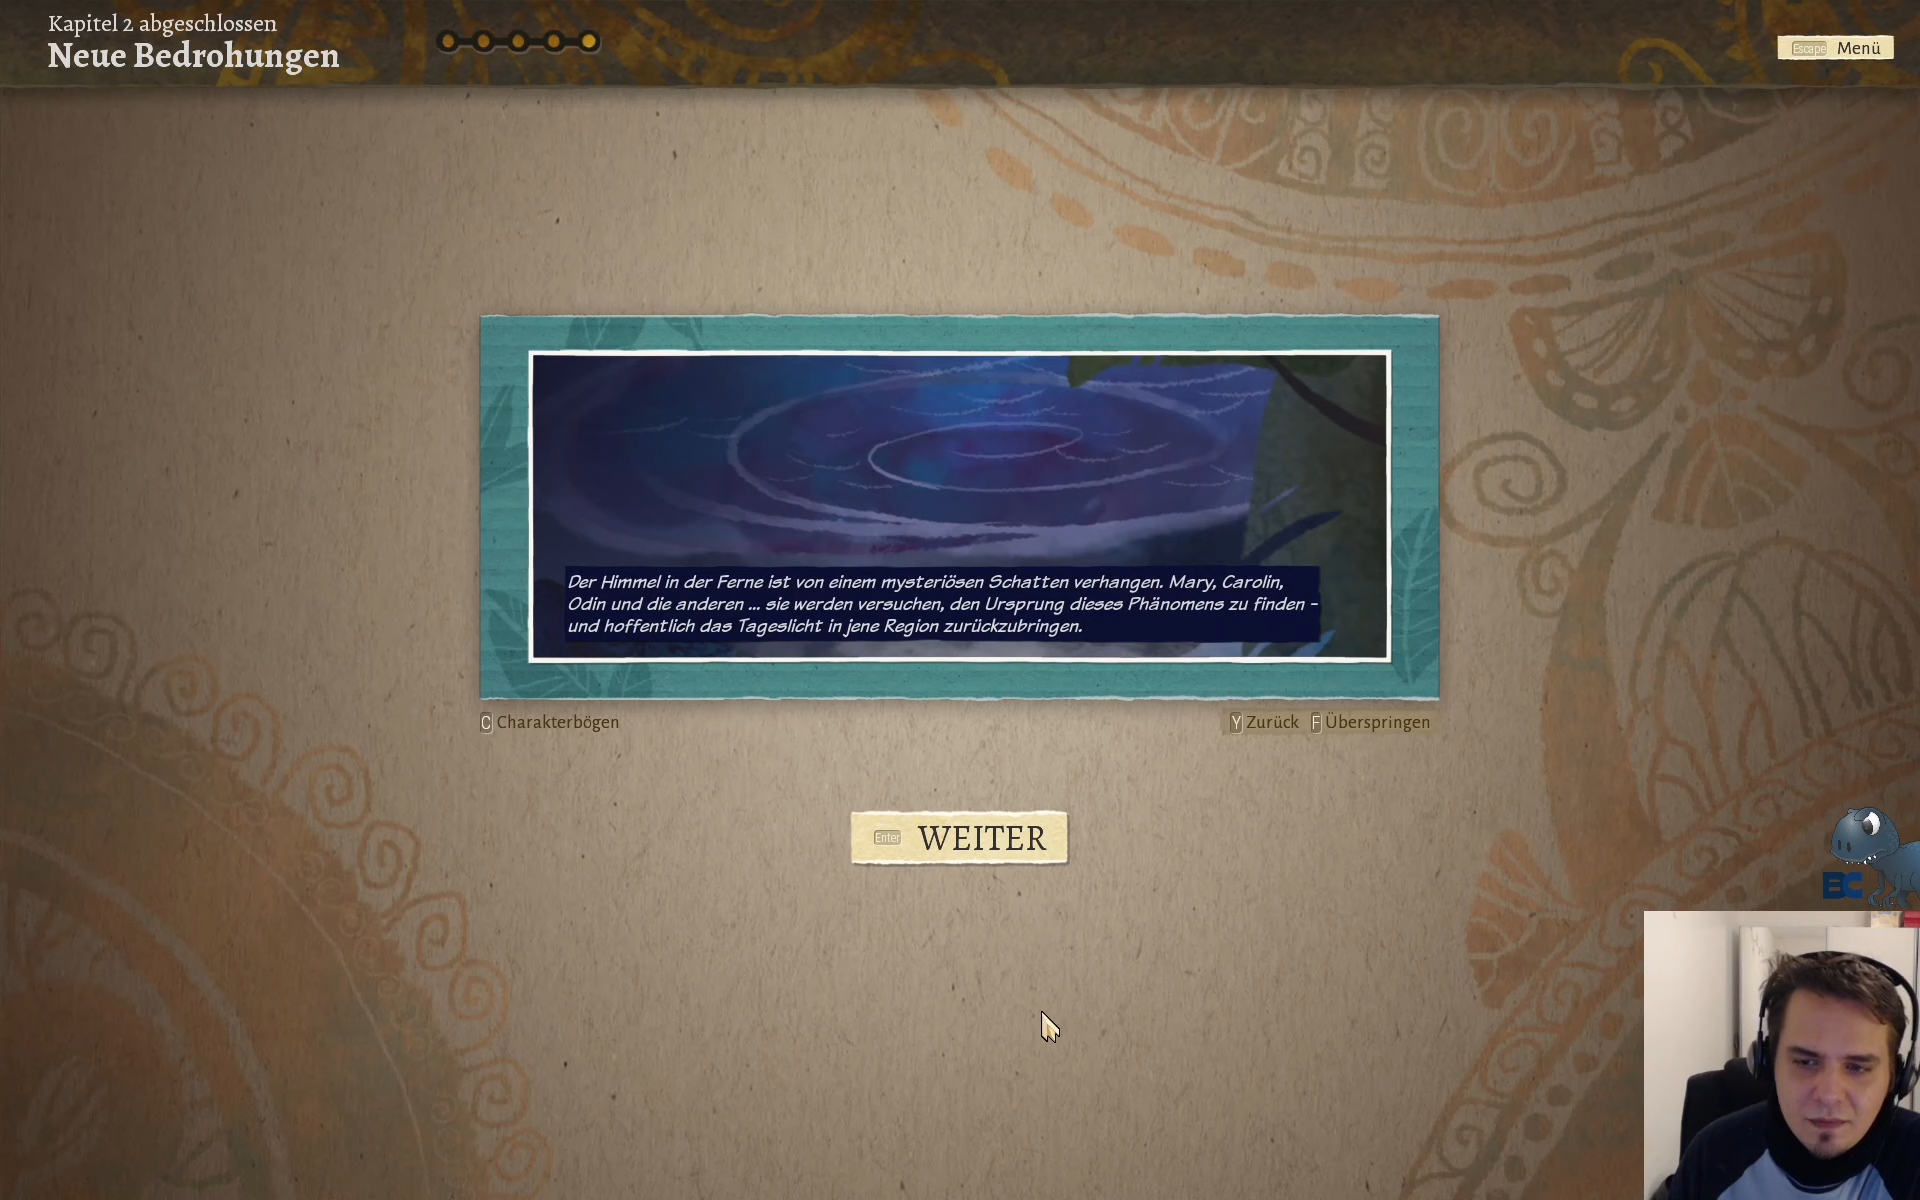 Kapitel 2 abgeschlossen
Neue Bedrohungen
Escape Menü
Der Himmel in der Ferne ist von einem mysteriösen Schatten verhangen. Mary, Carolin,
Odin und die anderen ... sie werden versuchen, den Ursprung dieses Phänomens zu finden -
und hoffentlich das Tageslicht in jene Region zurückzubringen.
C Charakterbögen
Y Zurück F Überspringen
Enter WEITER
BC